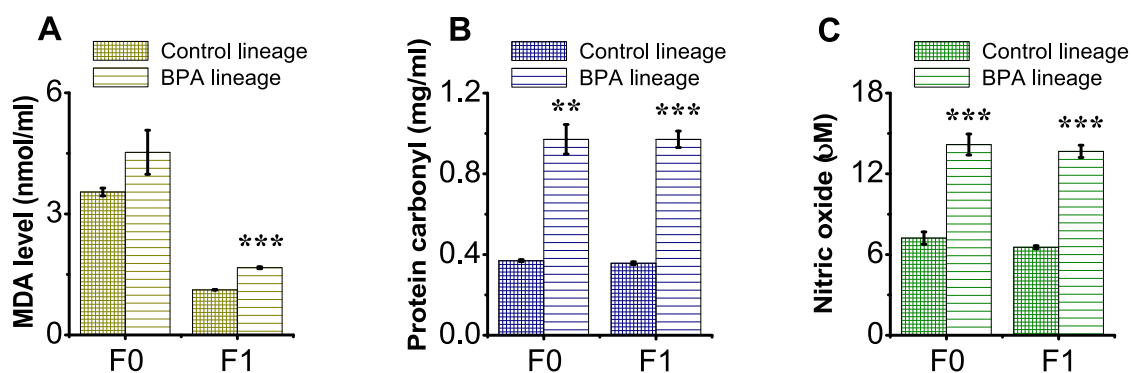 A
Control lineage
BPA lineage
MDA level (nmol/ml)
6
3
0
***
F0
F1
B
Control lineage
BPA lineage
Protein carbonyl (mg/ml)
1.2
0.8
0.4
0.0
**
***
F0
F1
C
Control lineage
BPA lineage
Nitric oxide (υM)
18
12
6
0
***
***
F0
F1